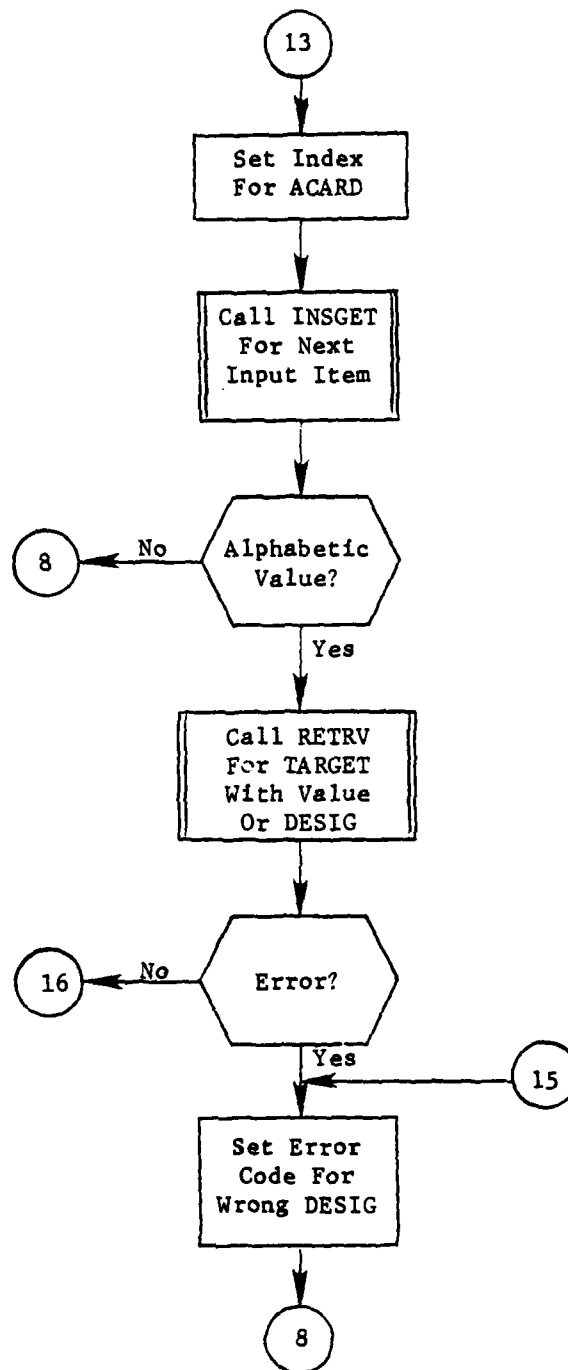 13
Set Index
For ACARD
Call INSGET
For Next
Input Item
8
No
Alphabetic
Value?
Yes
Call RETRV
For TARGET
With Value
Or DESIG
16
No
Error?
Yes
15
Set Error
Code For
Wrong DESIG
8